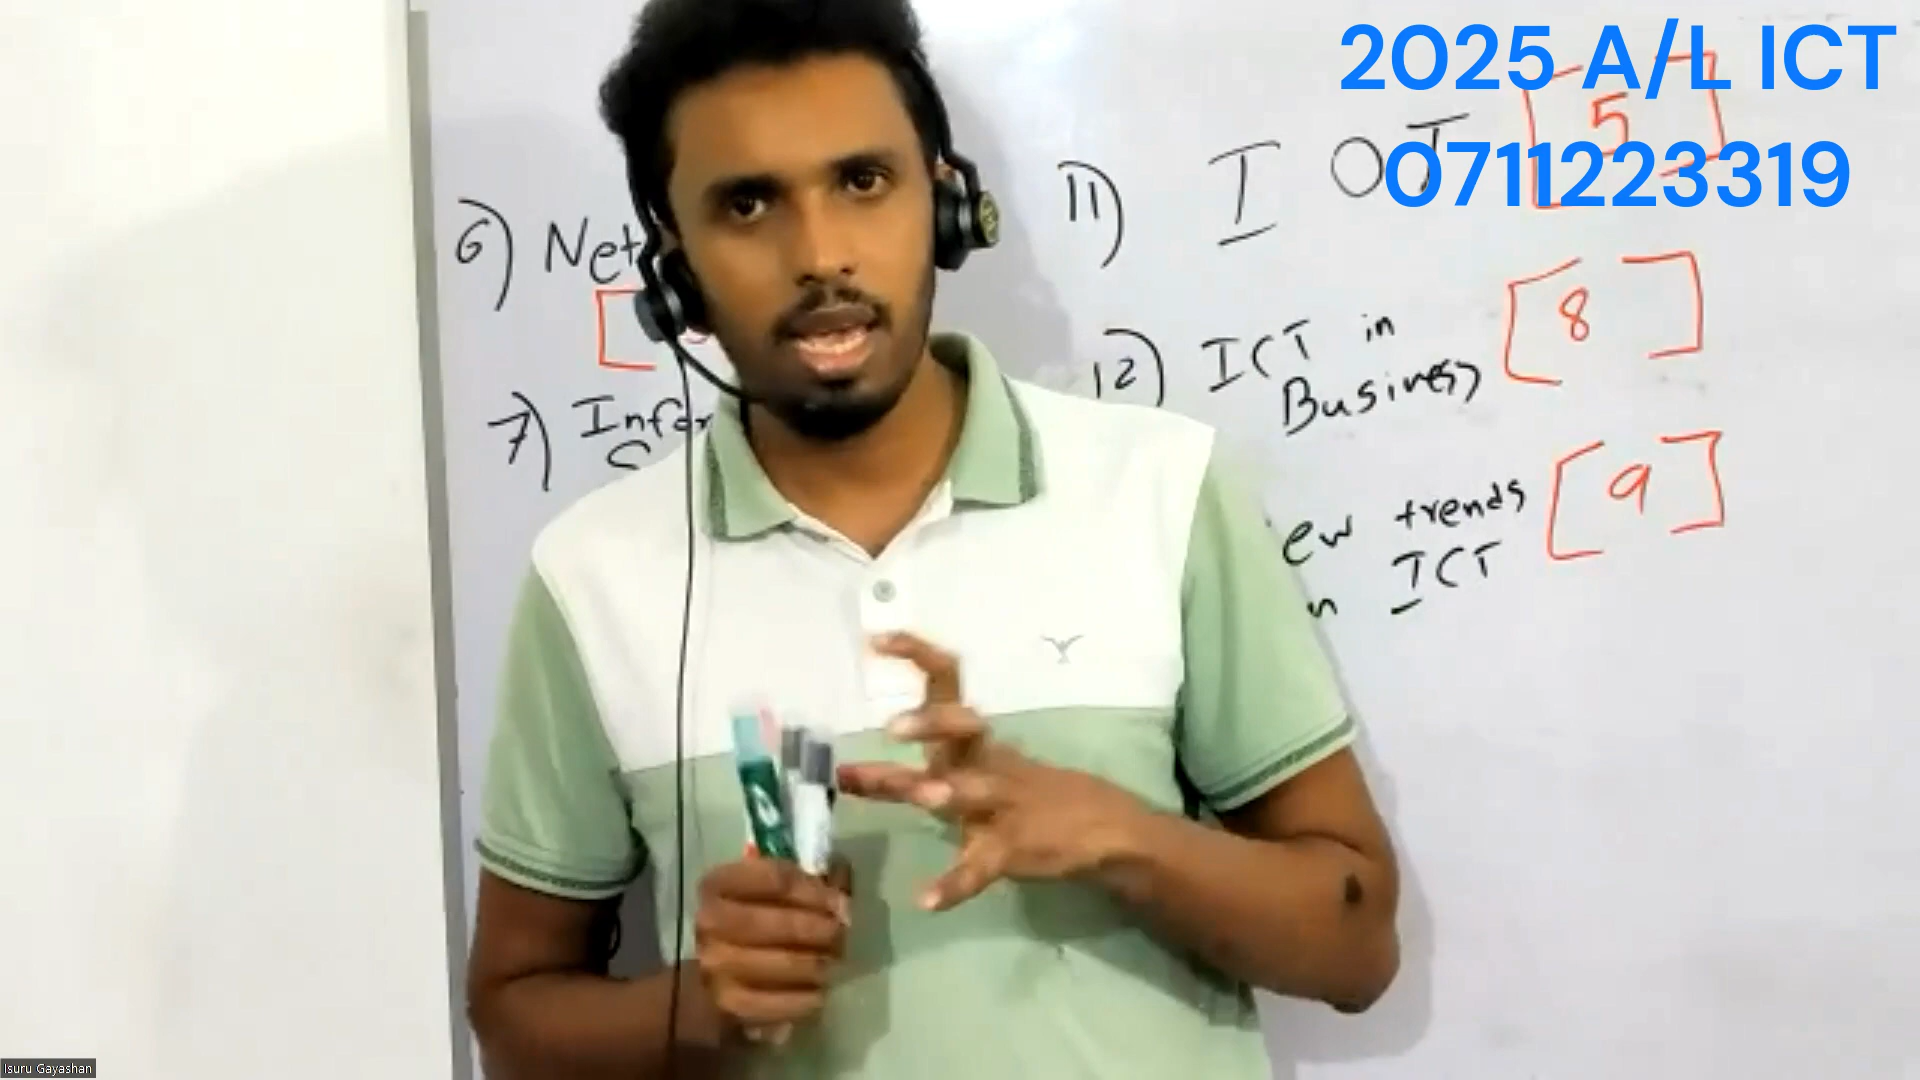 2025 A/L ICT
0711223319
6) Net
7) Infor
S
11) I O T [5]
12) ICT in
Business [8]
ew trends
n ICT [9]
Isuru Gayashan